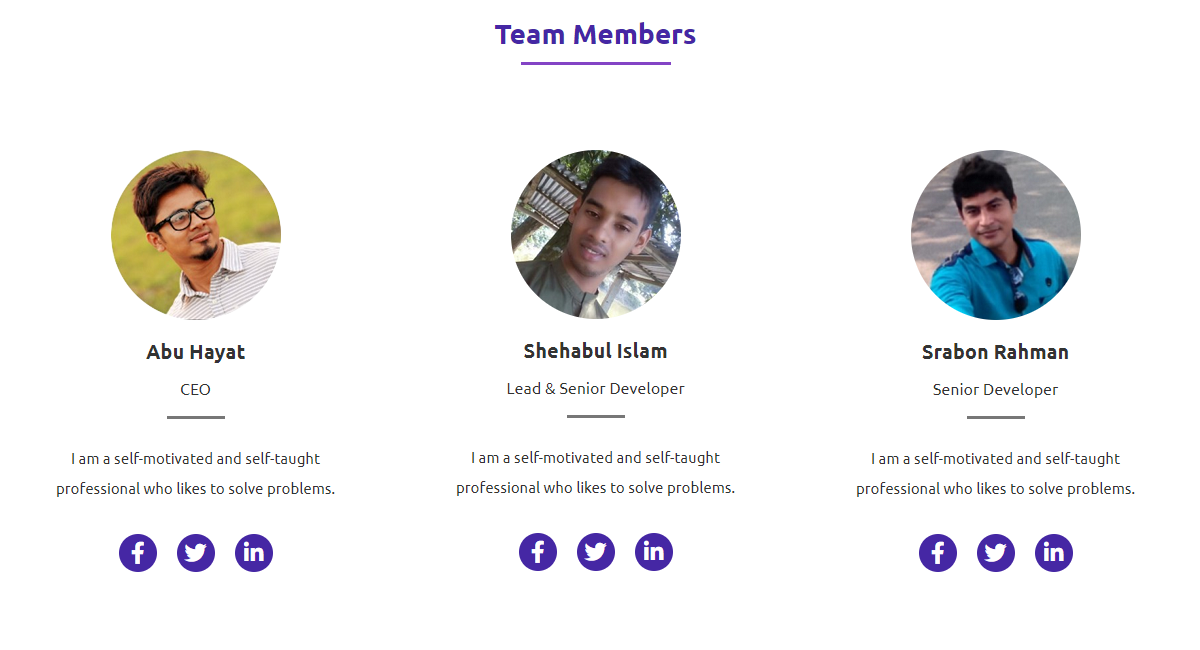 Team Members
Abu Hayat
CEO
I am a self-motivated and self-taught
professional who likes to solve problems.
Shehabul Islam
Lead & Senior Developer
I am a self-motivated and self-taught
professional who likes to solve problems.
Srabon Rahman
Senior Developer
I am a self-motivated and self-taught
professional who likes to solve problems.